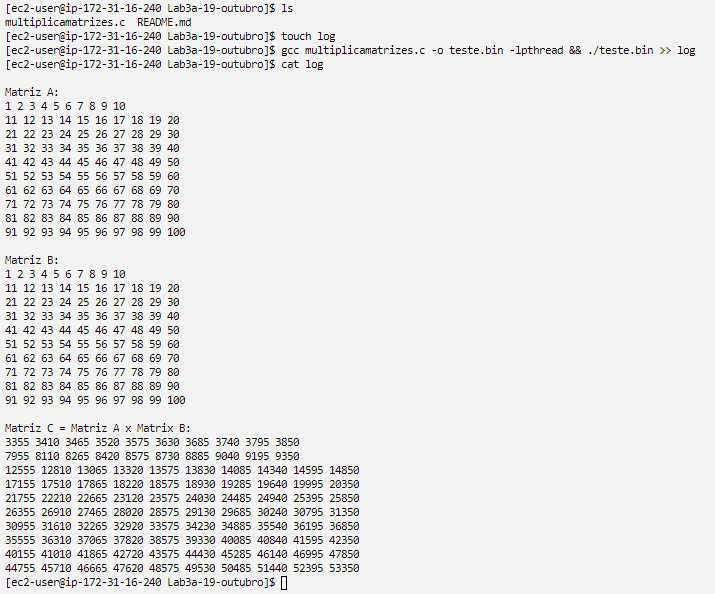 [ec2-user@ip-172-31-16-240 Lab3a-19-outubro]$ ls
multiplicamatrizes.c  README.md
[ec2-user@ip-172-31-16-240 Lab3a-19-outubro]$ touch log
[ec2-user@ip-172-31-16-240 Lab3a-19-outubro]$ gcc multiplicamatrizes.c -o teste.bin -lpthread && ./teste.bin >> log
[ec2-user@ip-172-31-16-240 Lab3a-19-outubro]$ cat log
Matriz A:
1 2 3 4 5 6 7 8 9 10
11 12 13 14 15 16 17 18 19 20
21 22 23 24 25 26 27 28 29 30
31 32 33 34 35 36 37 38 39 40
41 42 43 44 45 46 47 48 49 50
51 52 53 54 55 56 57 58 59 60
61 62 63 64 65 66 67 68 69 70
71 72 73 74 75 76 77 78 79 80
81 82 83 84 85 86 87 88 89 90
91 92 93 94 95 96 97 98 99 100
Matriz B:
1 2 3 4 5 6 7 8 9 10
11 12 13 14 15 16 17 18 19 20
21 22 23 24 25 26 27 28 29 30
31 32 33 34 35 36 37 38 39 40
41 42 43 44 45 46 47 48 49 50
51 52 53 54 55 56 57 58 59 60
61 62 63 64 65 66 67 68 69 70
71 72 73 74 75 76 77 78 79 80
81 82 83 84 85 86 87 88 89 90
91 92 93 94 95 96 97 98 99 100
Matriz C = Matriz A x Matrix B:
3355 3410 3465 3520 3575 3630 3685 3740 3795 3850
7955 8110 8265 8420 8575 8730 8885 9040 9195 9350
12555 12810 13065 13320 13575 13830 14085 14340 14595 14850
17155 17510 17865 18220 18575 18930 19285 19640 19995 20350
21755 22210 22665 23120 23575 24030 24485 24940 25395 25850
26355 26910 27465 28020 28575 29130 29685 30240 30795 31350
30955 31610 32265 32920 33575 34230 34885 35540 36195 36850
35555 36310 37065 37820 38575 39330 40085 40840 41595 42350
40155 41010 41865 42720 43575 44430 45285 46140 46995 47850
44755 45710 46665 47620 48575 49530 50485 51440 52395 53350
[ec2-user@ip-172-31-16-240 Lab3a-19-outubro]$